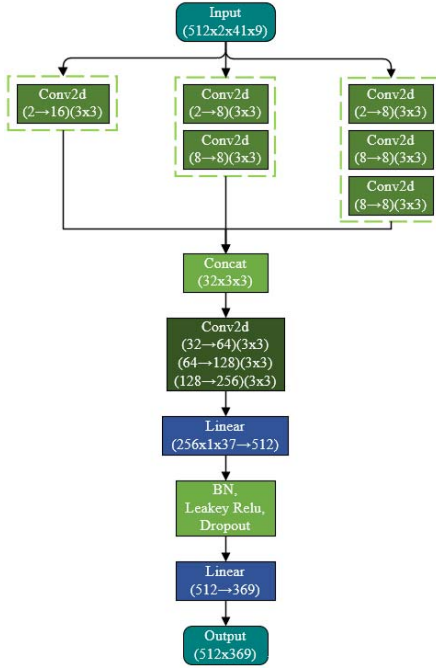 Input
(512x2x41x9)
Conv2d
(2→16)(3x3)
Conv2d
(2→8)(3x3)
Conv2d
(8→8)(3x3)
Conv2d
(2→8)(3x3)
Conv2d
(8→8)(3x3)
Conv2d
(8→8)(3x3)
Concat
(32x3x3)
Conv2d
(32→64)(3x3)
(64→128)(3x3)
(128→256)(3x3)
Linear
(256x1x37→512)
BN,
Leakey Relu,
Dropout
Linear
(512→369)
Output
(512x369)